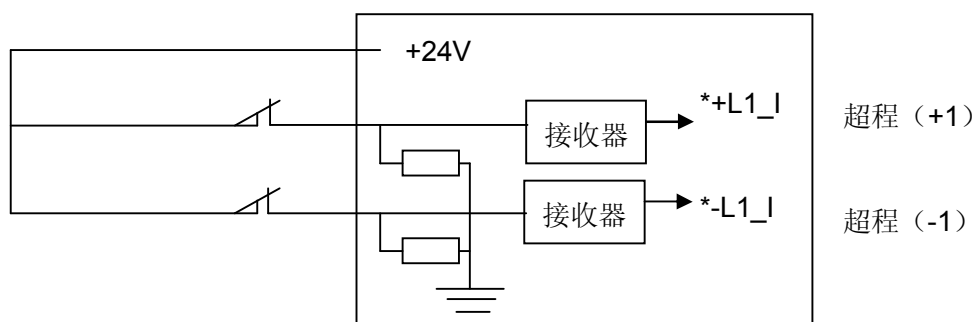 +24V
*+L1_I
超程（+1）
接收器
*-L1_I
接收器
超程（-1）